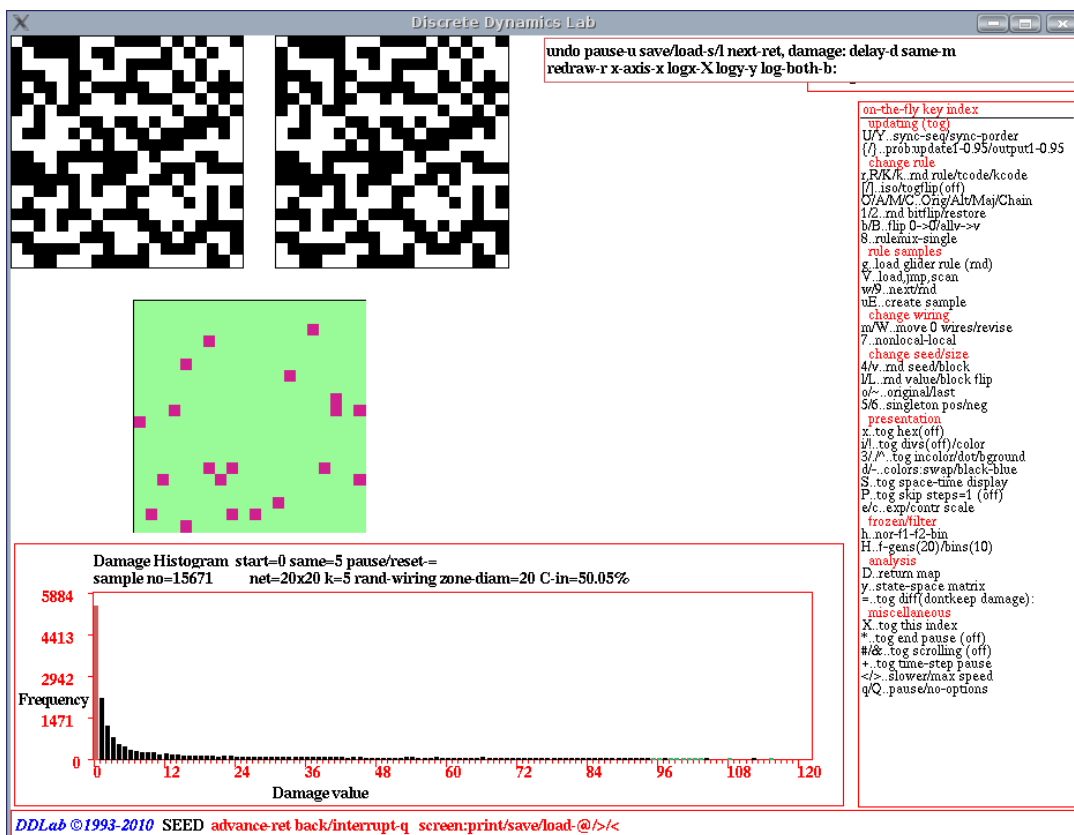 Discrete Dynamics Lab
undo pause-u save/load-s/l next-ret, damage: delay-d same-m
redraw-r x-axis-x logx-X logy-y log-both-b:
on-the-fly key index
updating (tog)
U/Y..sync-seq/sync-porder
{/}..probupdate1-0.95/output1-0.95
change rule
r,R/K/k..rnd rule/tcode/kcode
[/]..iso/togflip(off)
O/A/M/C..Orig/Alt/Maj/Chain
1/2..rnd bitflip/restore
b/B..flip 0->0/allv->v
8..rulemix-single
rule samples
g..load glider rule (rnd)
V..load,jmp,scan
w/9..next/rnd
uE..create sample
change wiring
m/W..move 0 wires/revise
7..nonlocal-local
change seed/size
4/v..rnd seed/block
l/L..rnd value/block flip
o/~..original/last
5/6..singleton pos/neg
presentation
x..tog hex(off)
i/!..tog divs(off)/color
3/./^..tog incolor/dot/bground
d/-..colors:swap/black-blue
S..tog space-time display
P..tog skip steps=1 (off)
e/c..exp/contr scale
frozen/filter
h..nor-f1-f2-bin
H..f-gens(20)/bins(10)
analysis
D..return map
y..state-space matrix
=..tog diff(dontkeep damage):
miscellaneous
X..tog this index
*..tog end pause (off)
#/&..tog scrolling (off)
+..tog time-step pause
</>..slower/max speed
q/Q..pause/no-options
Damage Histogram start=0 same=5 pause/reset-=
sample no=15671 net=20x20 k=5 rand-wiring zone-diam=20 C-in=50.05%
5884
4413
2942
Frequency
1471
0
0 12 24 36 48 60 72 84 96 108 120
Damage value
DDLab ©1993-2010 SEED advance-ret back/interrupt-q screen:print/save/load-@/>/<